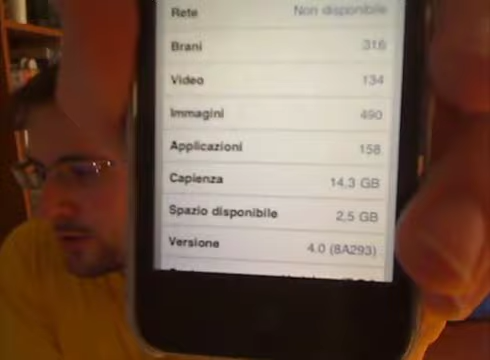 Rete Non disponibile
Brani 316
Video 134
Immagini 490
Applicazioni 158
Capienza 14,3 GB
Spazio disponibile 2,5 GB
Versione 4.0 (8A293)